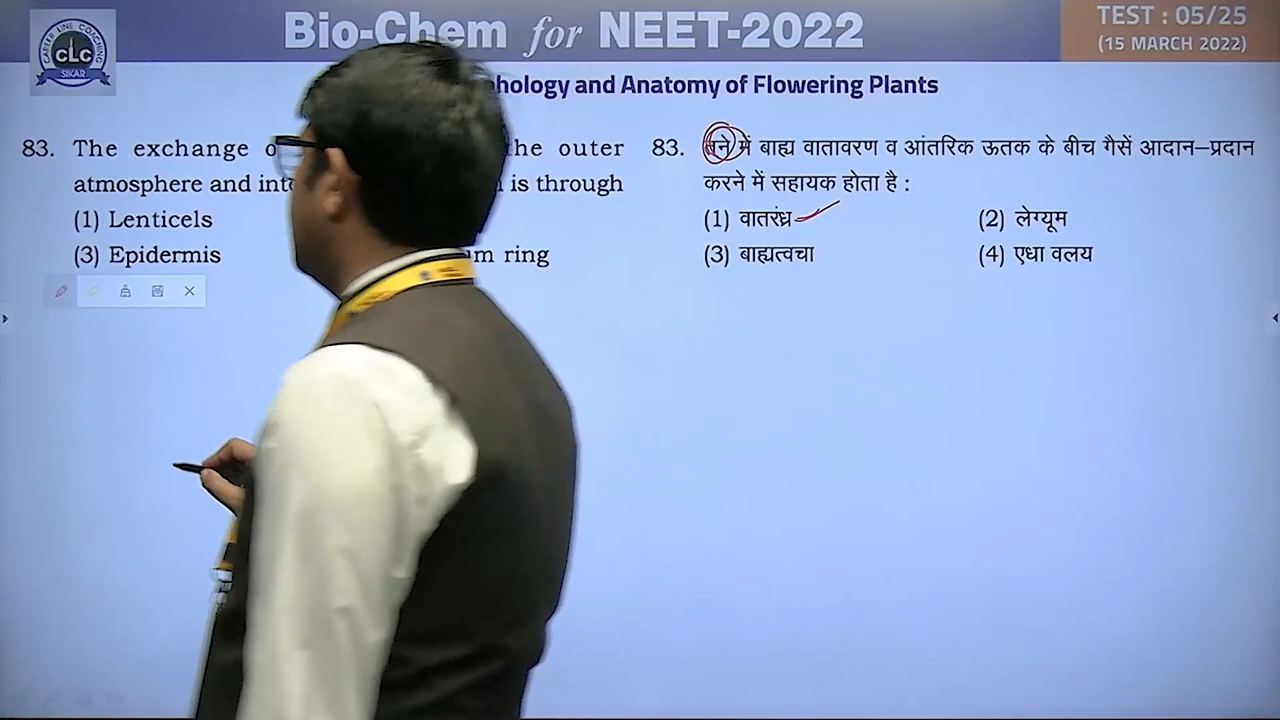 CAREER LINE COACHING
CLC
SIKAR
Bio-Chem for NEET-2022
TEST : 05/25
(15 MARCH 2022)
and Anatomy of Flowering Plants
83. The exchange the outer
atmosphere and is through
(1) Lenticels
(3) Epidermis ring
83. तने में बाह्य वातावरण व आंतरिक ऊतक के बीच गैसें आदान–प्रदान
करने में सहायक होता है :
(1) वातरंध्र (2) लेग्यूम
(3) बाह्यत्वचा (4) एधा वलय